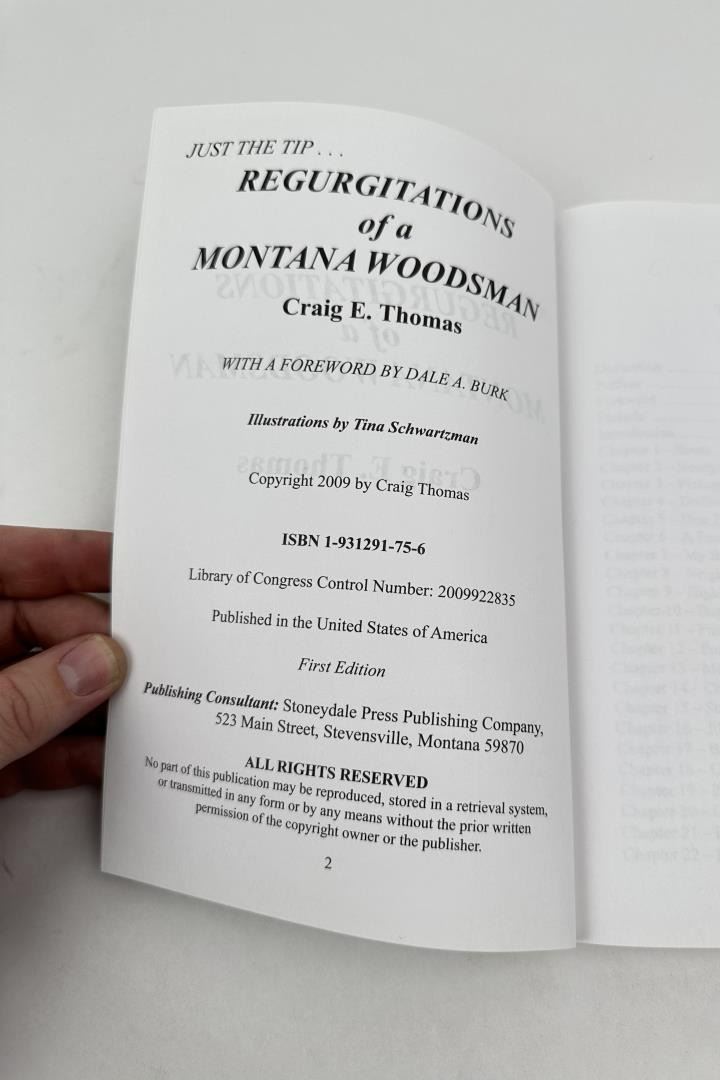 JUST THE TIP . . .
REGURGITATIONS
of a
MONTANA WOODSMAN
Craig E. Thomas
WITH A FOREWORD BY DALE A. BURK
Illustrations by Tina Schwartzman
Copyright 2009 by Craig Thomas
ISBN 1-931291-75-6
Library of Congress Control Number: 2009922835
Published in the United States of America
First Edition
Publishing Consultant: Stoneydale Press Publishing Company,
523 Main Street, Stevensville, Montana 59870
ALL RIGHTS RESERVED
No part of this publication may be reproduced, stored in a retrieval system,
or transmitted in any form or by any means without the prior written
permission of the copyright owner or the publisher.
2